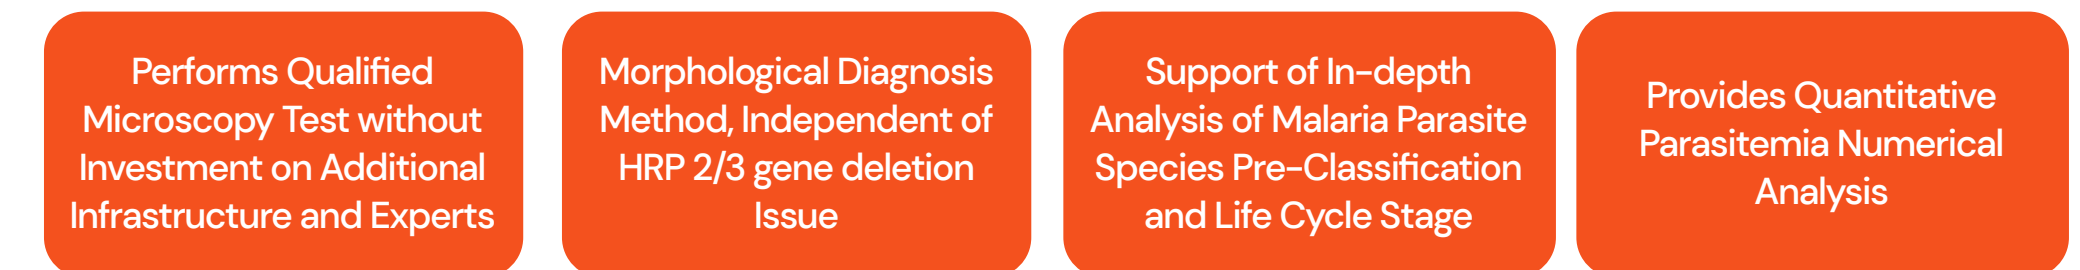 Performs Qualified
Microscopy Test without
Investment on Additional
Infrastructure and Experts
Morphological Diagnosis
Method, Independent of
HRP 2/3 gene deletion
Issue
Support of In-depth
Analysis of Malaria Parasite
Species Pre-Classification
and Life Cycle Stage
Provides Quantitative
Parasitemia Numerical
Analysis